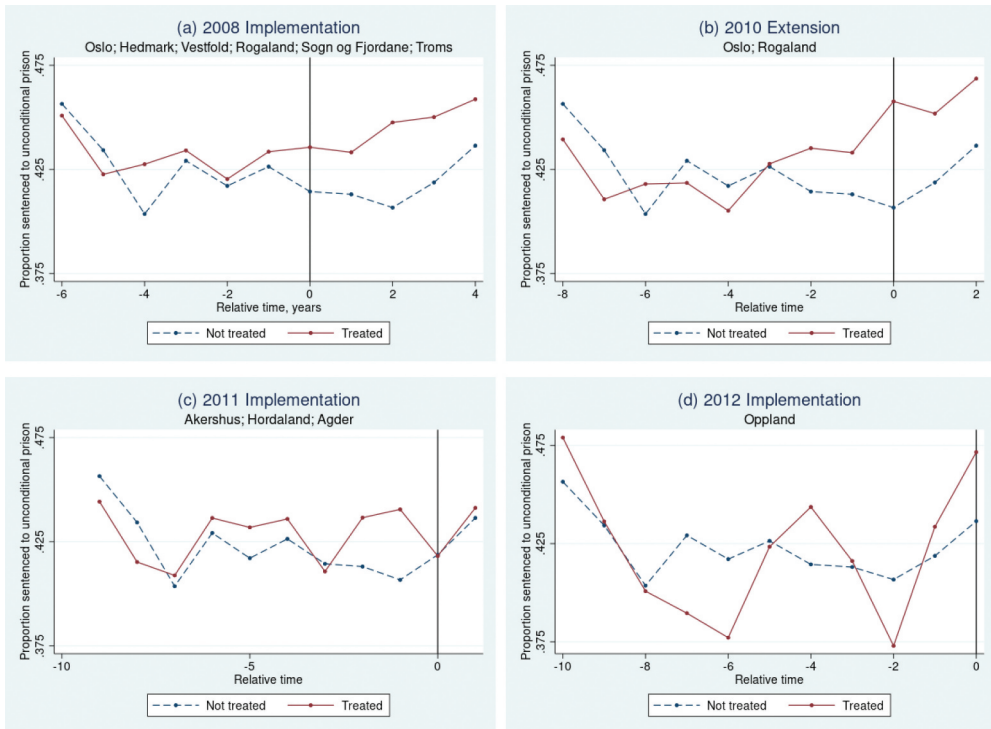 (a) 2008 Implementation
Oslo; Hedmark; Vestfold; Rogaland; Sogn og Fjordane; Troms
Proportion sentenced to unconditional prison
.475
.425
.375
-6
-4
-2
0
2
4
Relative time, years
Not treated
Treated
(b) 2010 Extension
Oslo; Rogaland
Proportion sentenced to unconditional prison
.475
.425
.375
-8
-6
-4
-2
0
2
Relative time
Not treated
Treated
(c) 2011 Implementation
Akershus; Hordaland; Agder
Proportion sentenced to unconditional prison
.475
.425
.375
-10
-5
0
Relative time
Not treated
Treated
(d) 2012 Implementation
Oppland
Proportion sentenced to unconditional prison
.475
.425
.375
-10
-8
-6
-4
-2
0
Relative time
Not treated
Treated